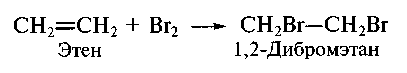 CH₂=CH₂ + Br₂ ⟶ CH₂Br—CH₂Br
Этен 1,2-Дибромэтан